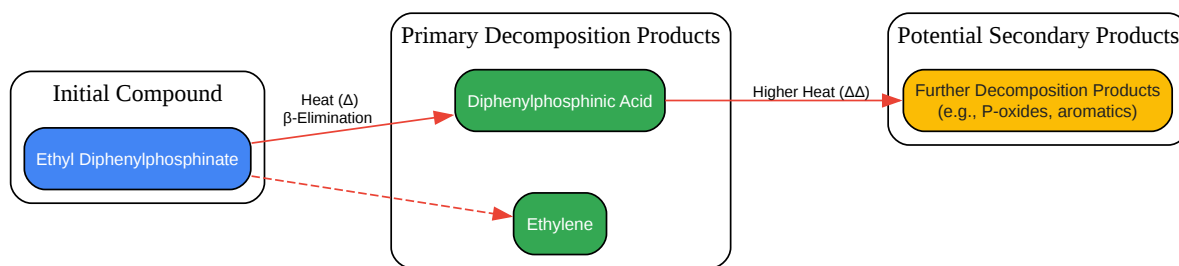 Initial Compound
Ethyl Diphenylphosphinate
Heat (Δ)
β-Elimination
Primary Decomposition Products
Diphenylphosphinic Acid
Ethylene
Higher Heat (ΔΔ)
Potential Secondary Products
Further Decomposition Products
(e.g., P-oxides, aromatics)